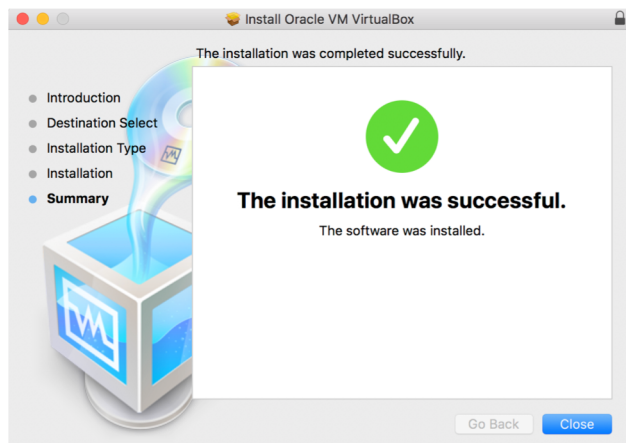 Install Oracle VM VirtualBox
The installation was completed successfully.
Introduction
Destination Select
Installation Type
Installation
Summary
The installation was successful.
The software was installed.
Go Back
Close